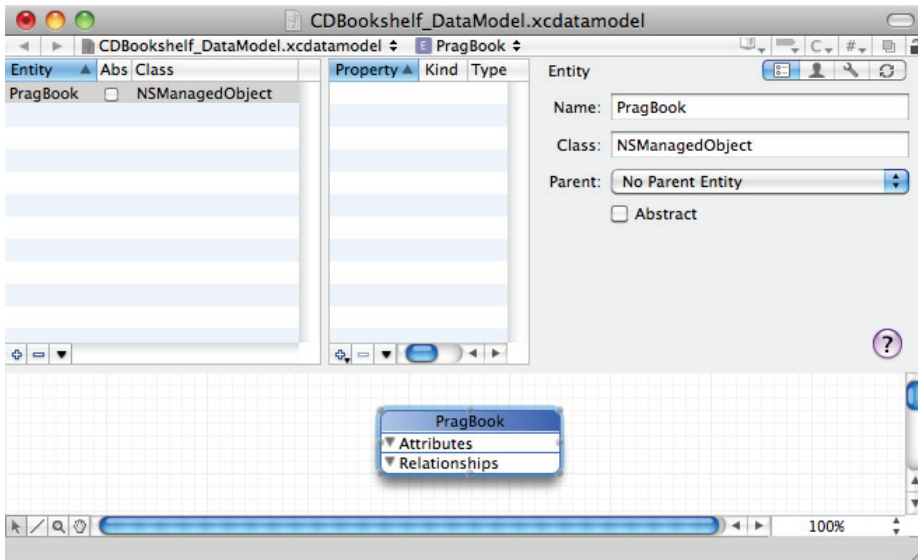 CDBookshelf_DataModel.xcdatamodel
CDBookshelf_DataModel.xcdatamodel PragBook
C #
Entity Abs Class
PragBook NSManagedObject
Property Kind Type
Entity
Name: PragBook
Class: NSManagedObject
Parent: No Parent Entity
Abstract
?
PragBook
Attributes
Relationships
100%